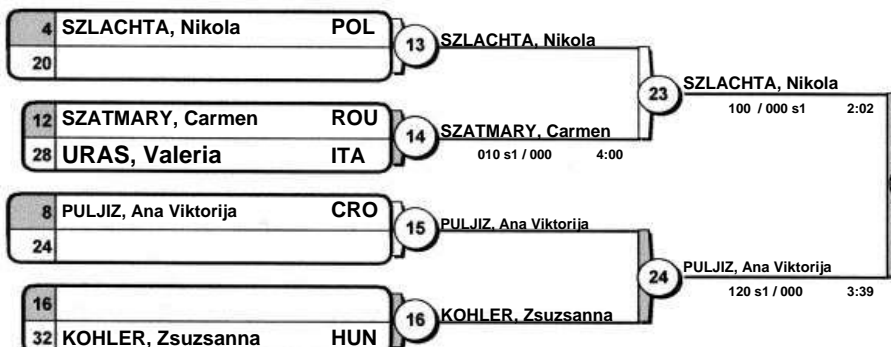 4 SZLACHTA, Nikola POL
20
13 SZLACHTA, Nikola
12 SZATMARY, Carmen ROU
28 URAS, Valeria ITA
14 SZATMARY, Carmen
010 s1 / 000 4:00
23 SZLACHTA, Nikola
100 / 000 s1 2:02
8 PULJIZ, Ana Viktorija CRO
24
15 PULJIZ, Ana Viktorija
16
32 KOHLER, Zsuzsanna HUN
16 KOHLER, Zsuzsanna
24 PULJIZ, Ana Viktorija
120 s1 / 000 3:39